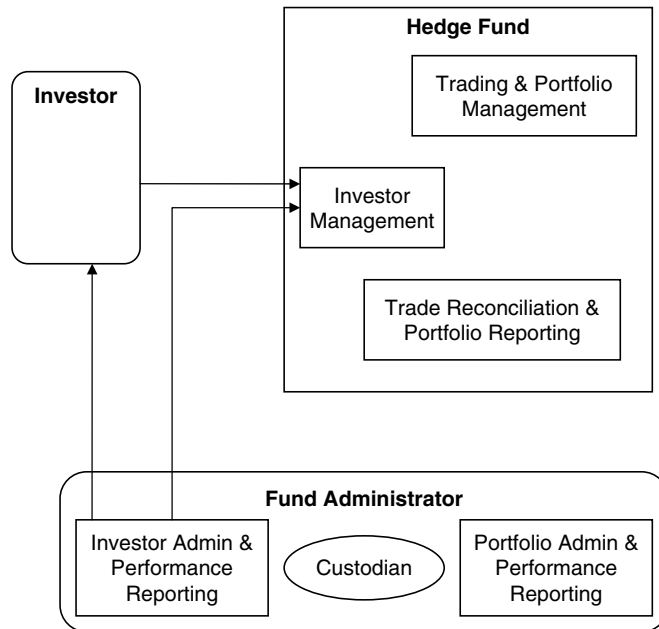 Hedge Fund
Trading & Portfolio
Management
Investor
Investor
Management
Trade Reconciliation &
Portfolio Reporting
Fund Administrator
Investor Admin &
Performance
Reporting
Custodian
Portfolio Admin &
Performance
Reporting